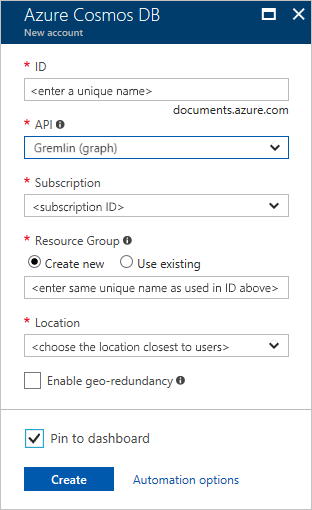 Azure Cosmos DB
New account
* ID
<enter a unique name>
documents.azure.com
* API
Gremlin (graph)
* Subscription
<subscription ID>
* Resource Group
Create new Use existing
<enter same unique name as used in ID above>
* Location
<choose the location closest to users>
Enable geo-redundancy
Pin to dashboard
Create Automation options